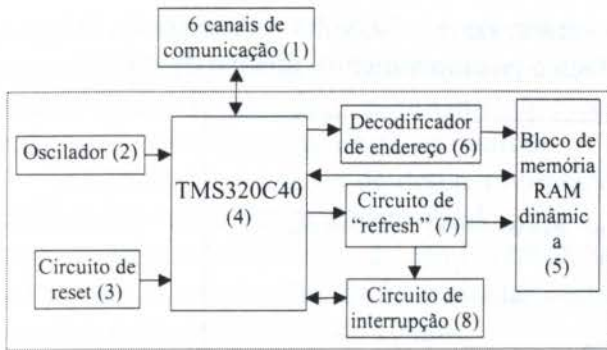 6 canais de
comunicação (1)
Oscilador (2)
Circuito de
reset (3)
TMS320C40
(4)
Decodificador
de endereço (6)
Circuito de
“refresh” (7)
Circuito de
interrupção (8)
Bloco de
memória
RAM
dinâmic
a
(5)